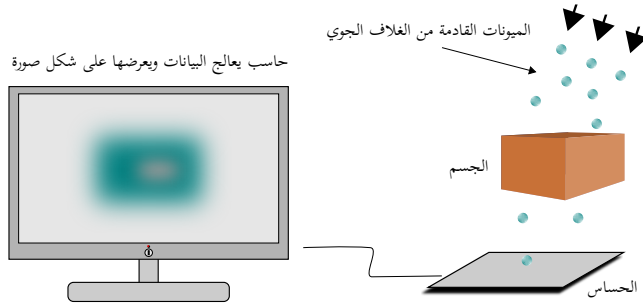 الميونات القادمة من الغلاف الجوي
حاسب يعالج البيانات ويعرضها على شكل صورة
الجسم
الحساس